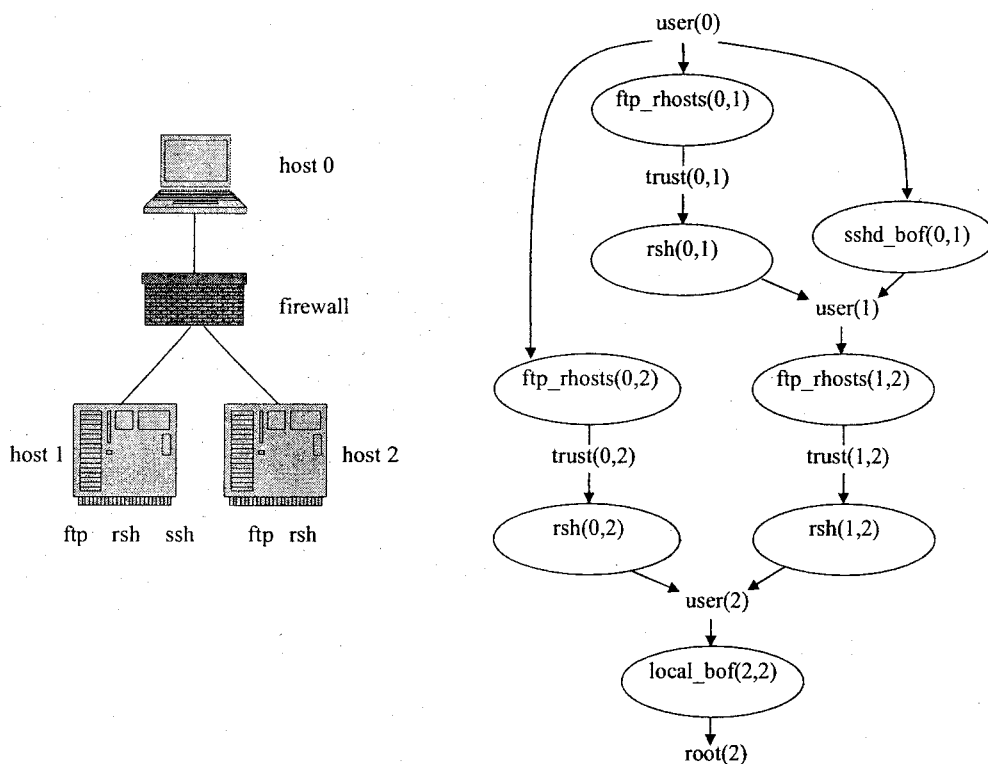 host 0
firewall
host 1
host 2
ftp rsh ssh
ftp rsh
user(0)
ftp_rhosts(0,1)
trust(0,1)
rsh(0,1)
sshd_bof(0,1)
user(1)
ftp_rhosts(0,2)
ftp_rhosts(1,2)
trust(0,2)
trust(1,2)
rsh(0,2)
rsh(1,2)
user(2)
local_bof(2,2)
root(2)